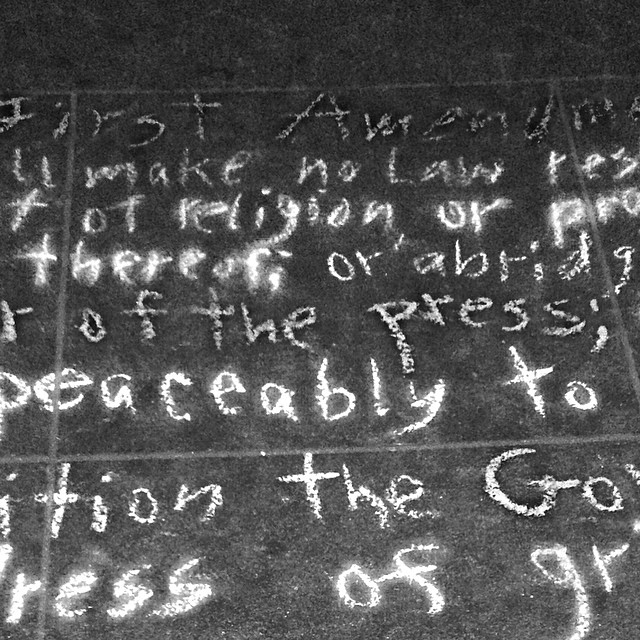 First Amendme
ll make no Law res
t of religion, or pro
thereof; or abridg
r of the press;
peaceably to
ition the Gov
ress of gr